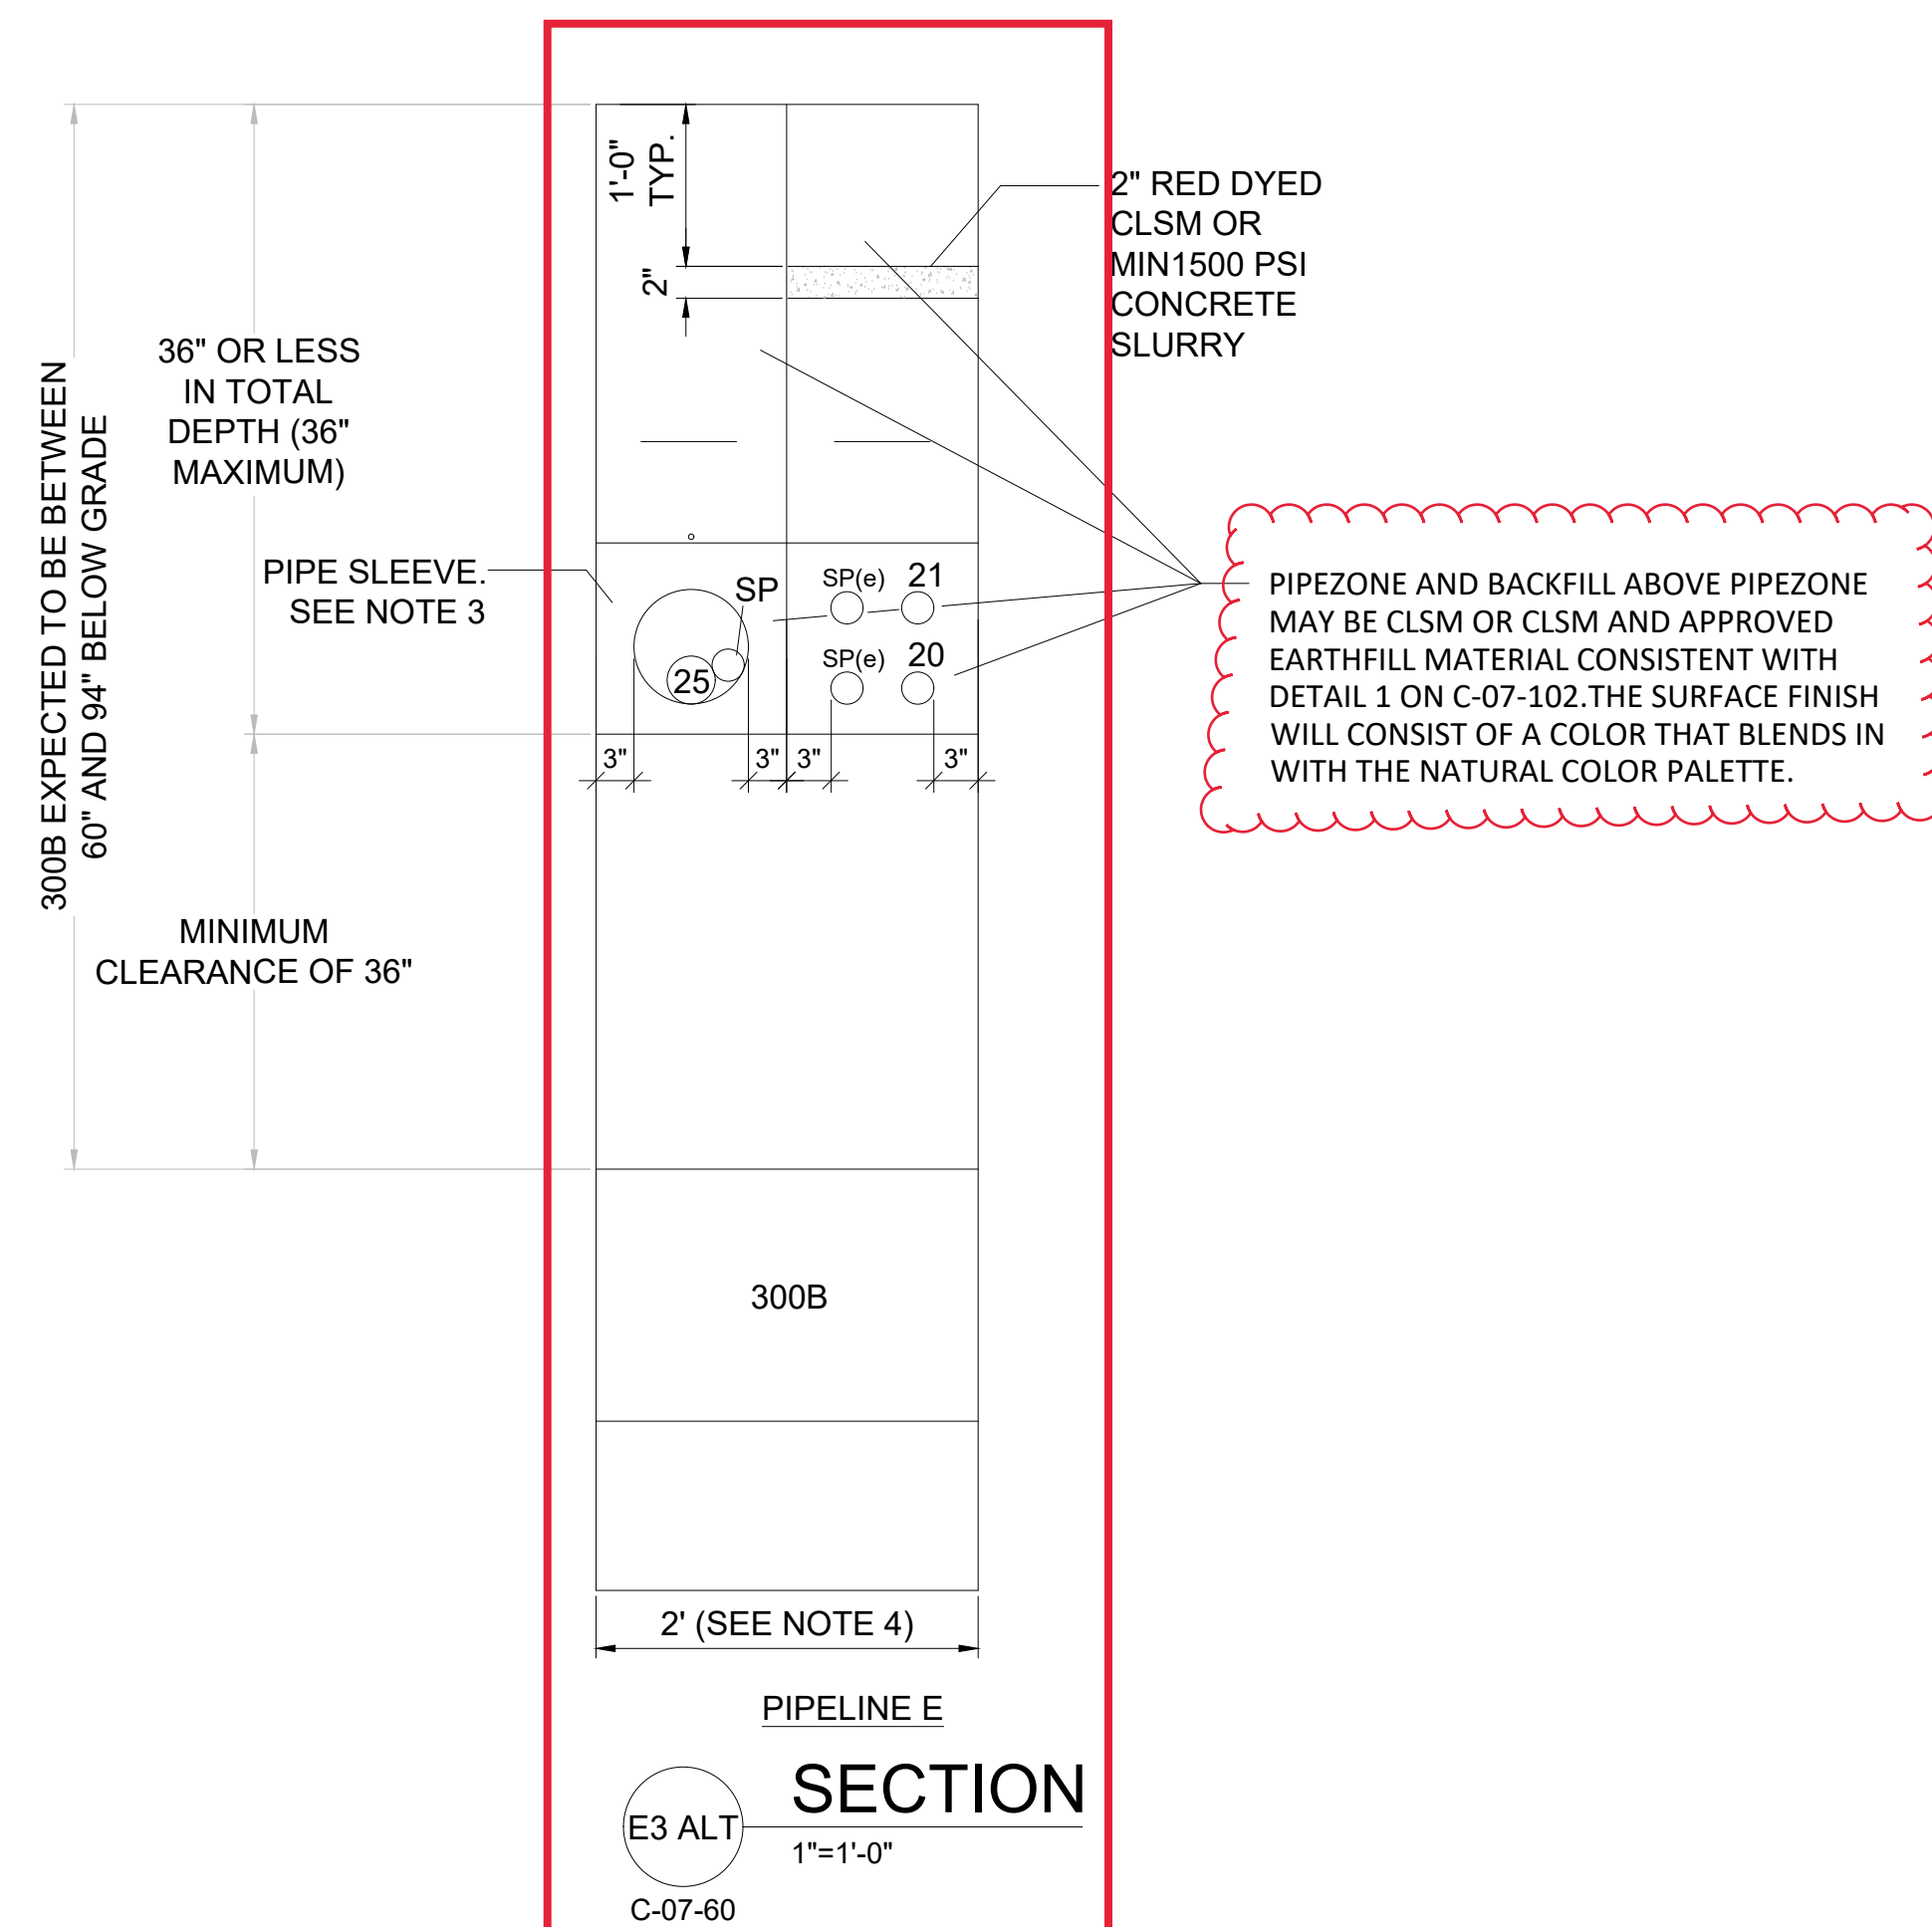 1'-0"
TYP.
2"
2" RED DYED
CLSM OR
MIN1500 PSI
CONCRETE
SLURRY
300B EXPECTED TO BE BETWEEN
60" AND 94" BELOW GRADE
36" OR LESS
IN TOTAL
DEPTH (36"
MAXIMUM)
PIPE SLEEVE.
SEE NOTE 3
SP
25
SP(e) 21
SP(e) 20
PIPEZONE AND BACKFILL ABOVE PIPEZONE
MAY BE CLSM OR CLSM AND APPROVED
EARTHFILL MATERIAL CONSISTENT WITH
DETAIL 1 ON C-07-102.THE SURFACE FINISH
WILL CONSIST OF A COLOR THAT BLENDS IN
WITH THE NATURAL COLOR PALETTE.
3" 3" 3" 3"
MINIMUM
CLEARANCE OF 36"
300B
2' (SEE NOTE 4)
PIPELINE E
SECTION
E3 ALT
1"=1'-0"
C-07-60